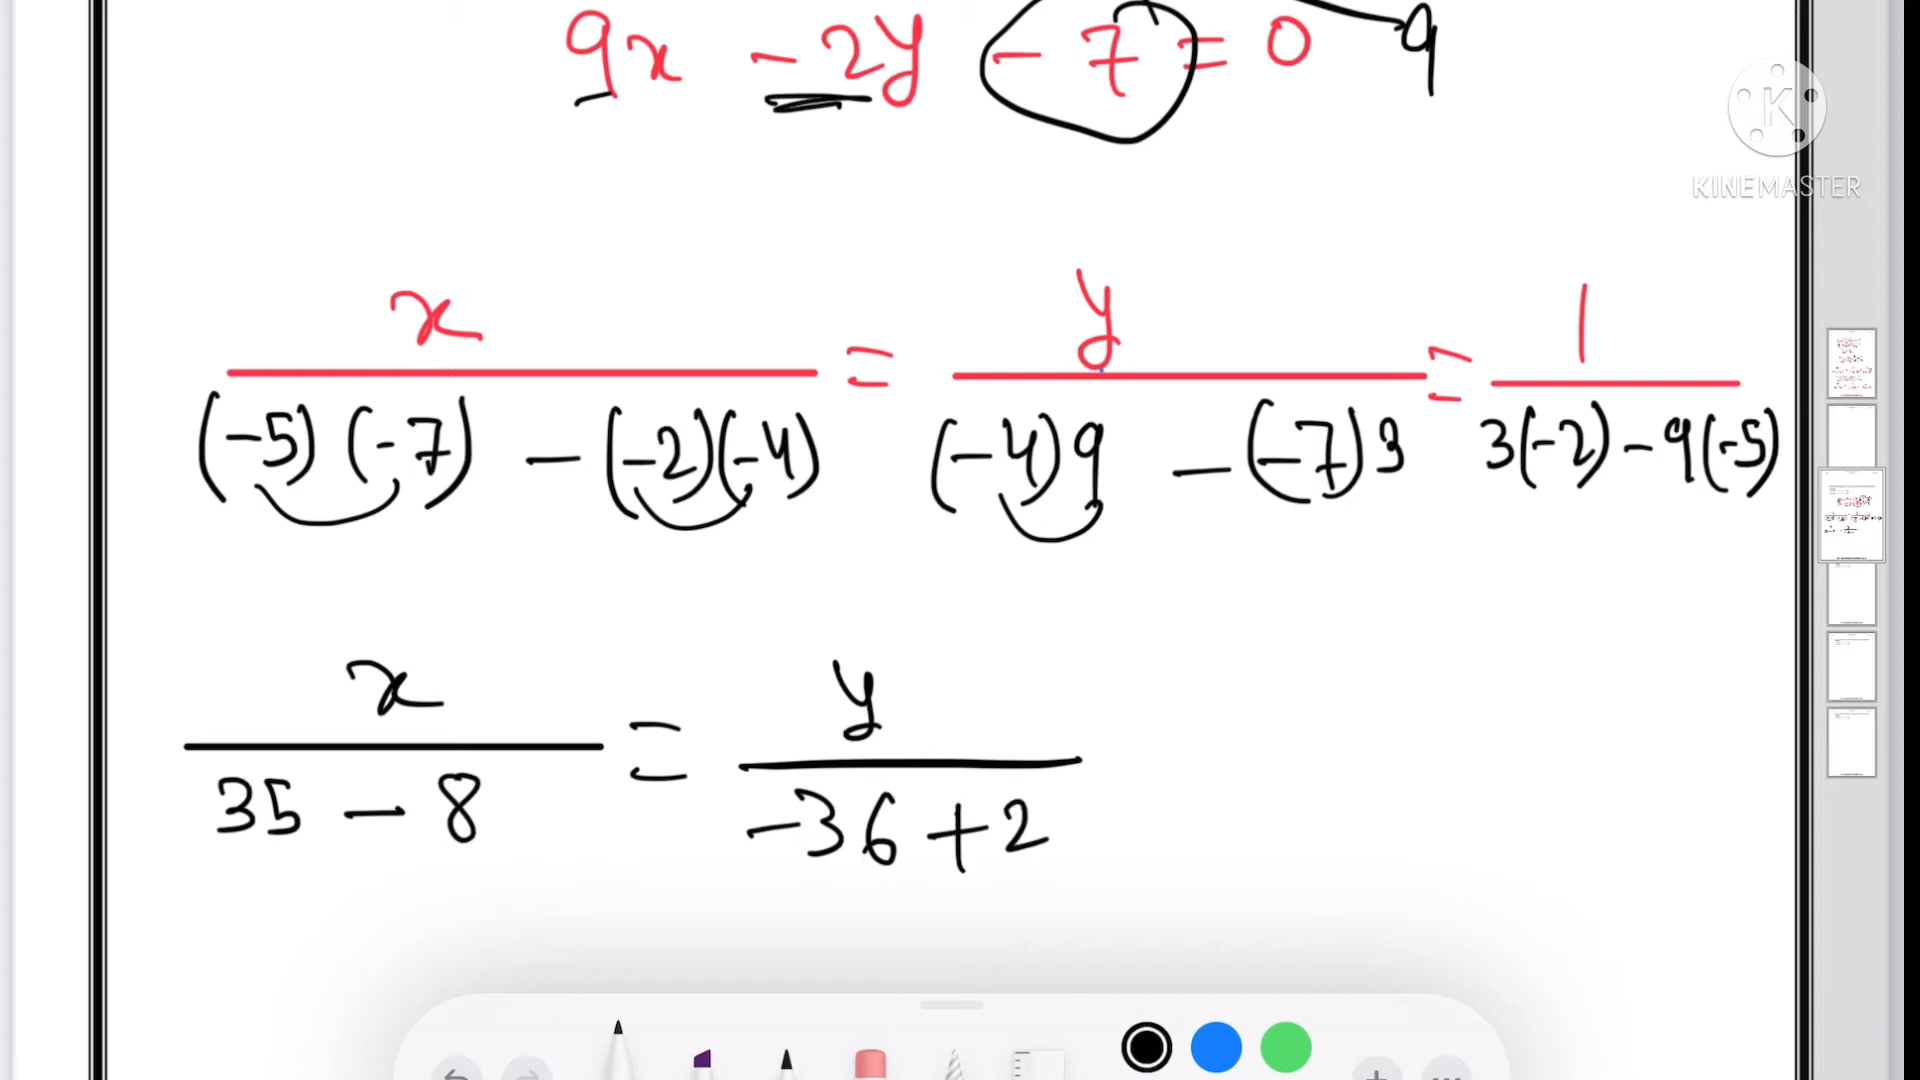 9x - 2y - 7 = 0 9
KINEMASTER
x = y = 1
(-5)(-7) - (-2)(-4) (-4)9 - (-7)3 3(-2) - 9(-5)
x = y
35 - 8 -36 + 2